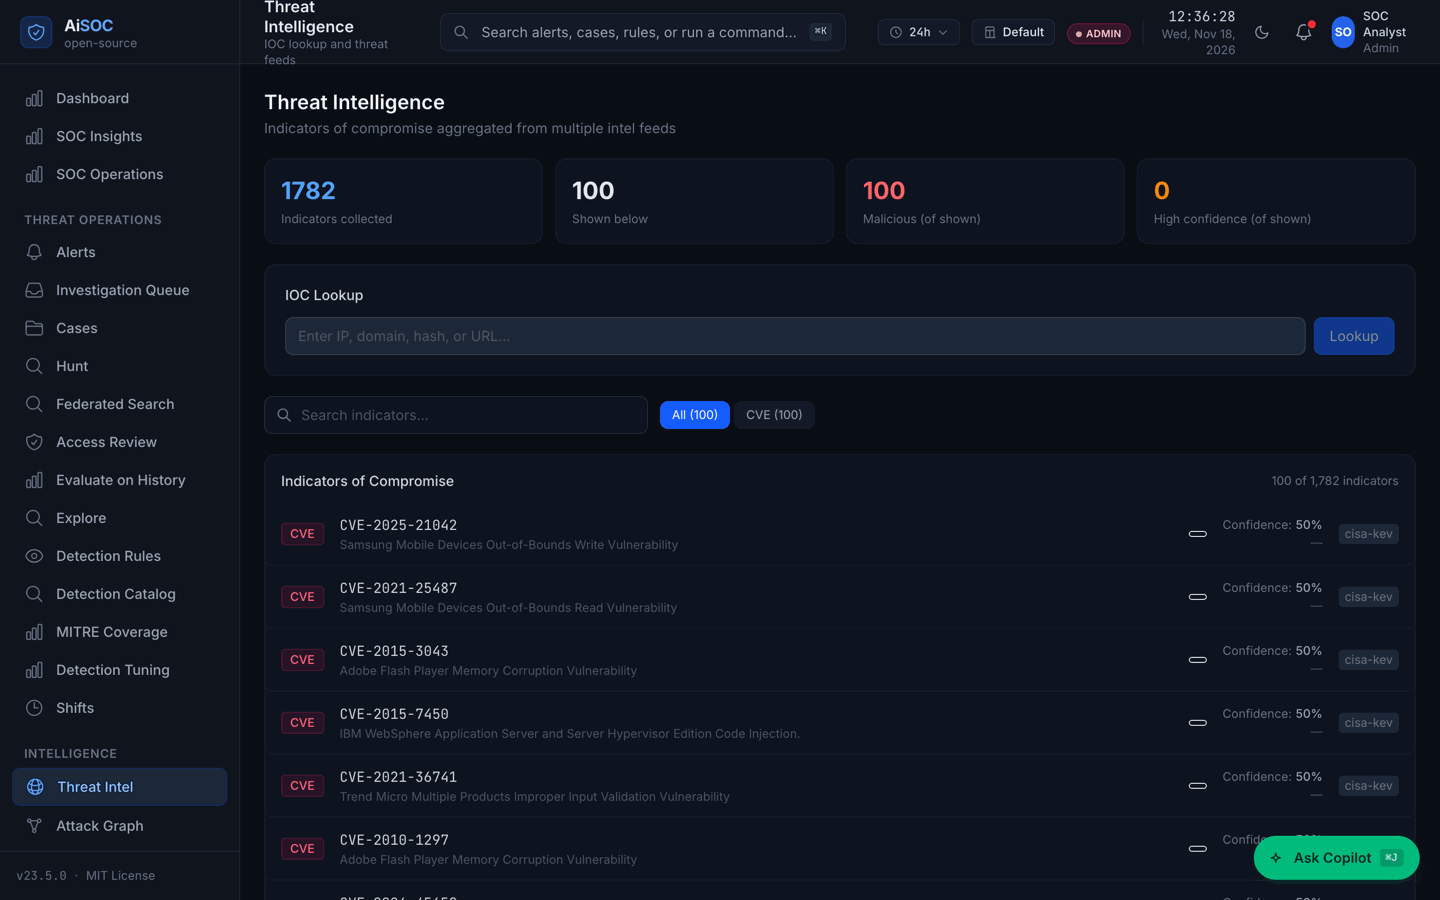 AiSOC
open-source
Threat Intelligence
IOC lookup and threat feeds
Search alerts, cases, rules, or run a command...
⌘K
24h
Default
ADMIN
12:36:28
Wed, Nov 18, 2026
SO
SOC Analyst
Admin
Dashboard
SOC Insights
SOC Operations
THREAT OPERATIONS
Alerts
Investigation Queue
Cases
Hunt
Federated Search
Access Review
Evaluate on History
Explore
Detection Rules
Detection Catalog
MITRE Coverage
Detection Tuning
Shifts
INTELLIGENCE
Threat Intel
Attack Graph
v23.5.0 · MIT License
Threat Intelligence
Indicators of compromise aggregated from multiple intel feeds
1782
Indicators collected
100
Shown below
100
Malicious (of shown)
0
High confidence (of shown)
IOC Lookup
Enter IP, domain, hash, or URL...
Lookup
Search indicators...
All (100)
CVE (100)
Indicators of Compromise
100 of 1,782 indicators
CVE
CVE-2025-21042
Samsung Mobile Devices Out-of-Bounds Write Vulnerability
Confidence: 50%
—
cisa-kev
CVE
CVE-2021-25487
Samsung Mobile Devices Out-of-Bounds Read Vulnerability
Confidence: 50%
—
cisa-kev
CVE
CVE-2015-3043
Adobe Flash Player Memory Corruption Vulnerability
Confidence: 50%
—
cisa-kev
CVE
CVE-2015-7450
IBM WebSphere Application Server and Server Hypervisor Edition Code Injection.
Confidence: 50%
—
cisa-kev
CVE
CVE-2021-36741
Trend Micro Multiple Products Improper Input Validation Vulnerability
Confidence: 50%
—
cisa-kev
CVE
CVE-2010-1297
Adobe Flash Player Memory Corruption Vulnerability
Ask Copilot
⌘J